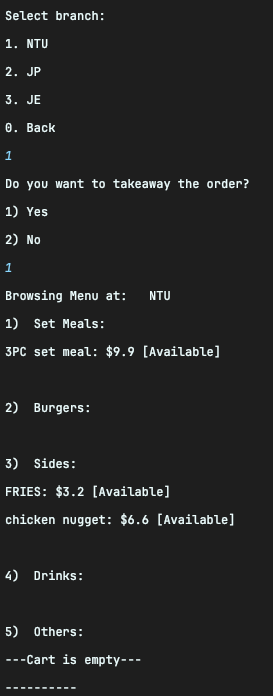 Select branch:
1. NTU
2. JP
3. JE
0. Back
1
Do you want to takeaway the order?
1) Yes
2) No
1
Browsing Menu at:   NTU
1)  Set Meals:
3PC set meal: $9.9 [Available]
2)  Burgers:
3)  Sides:
FRIES: $3.2 [Available]
chicken nugget: $6.6 [Available]
4)  Drinks:
5)  Others:
---Cart is empty---
----------